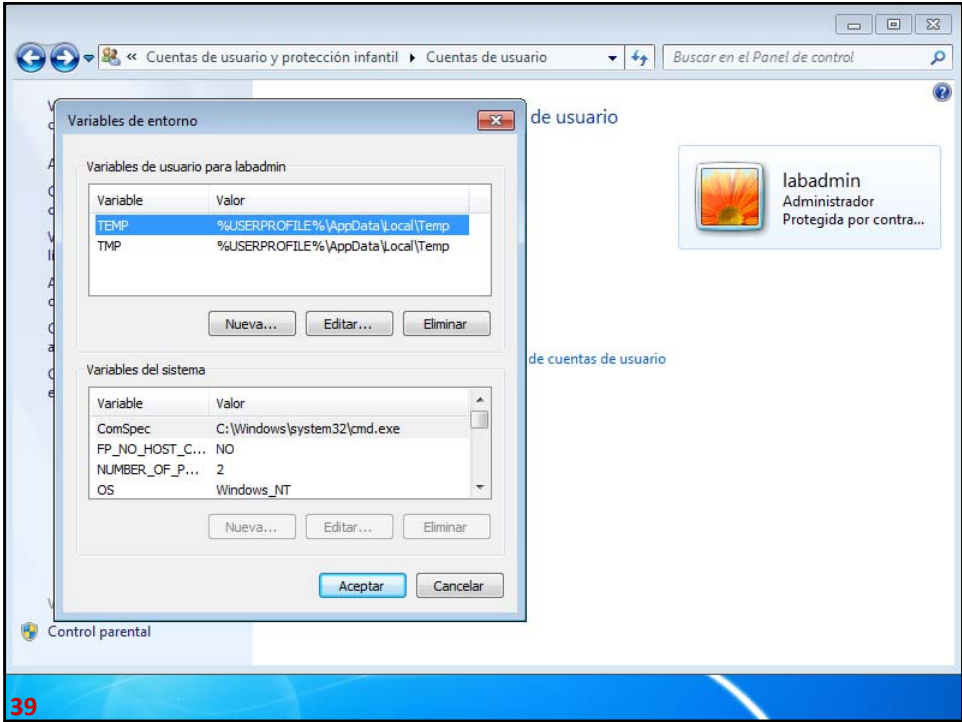 « Cuentas de usuario y protección infantil Cuentas de usuario
Buscar en el Panel de control
de usuario
labadmin
Administrador
Protegida por contra...
de cuentas de usuario
Variables de entorno
Variables de usuario para labadmin
Variable Valor
TEMP %USERPROFILE%\AppData\Local\Temp
TMP %USERPROFILE%\AppData\Local\Temp
Nueva... Editar... Eliminar
Variables del sistema
Variable Valor
ComSpec C:\Windows\system32\cmd.exe
FP_NO_HOST_C... NO
NUMBER_OF_P... 2
OS Windows_NT
Nueva... Editar... Eliminar
Aceptar Cancelar
Control parental
39